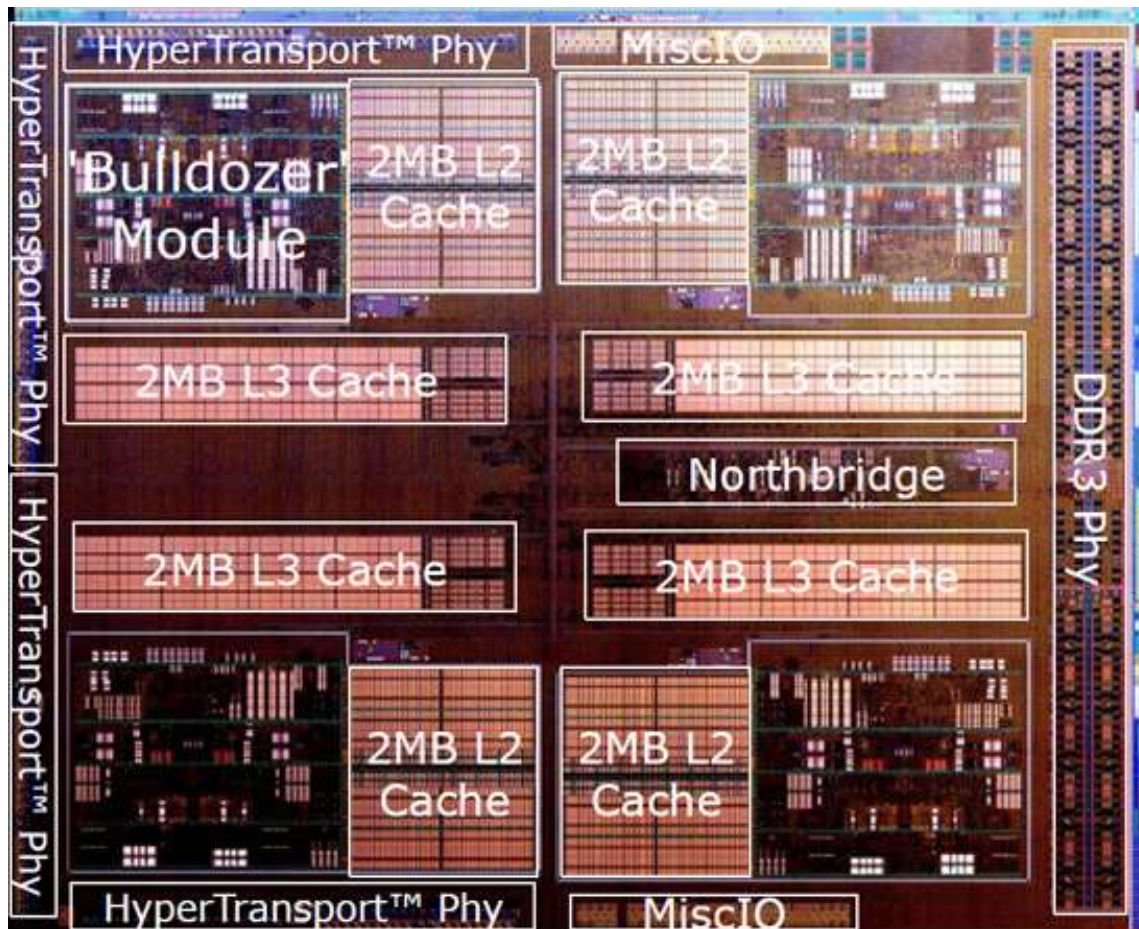 HyperTransport™ Phy
MiscIO
HyperTransport™ Phy
'Bulldozer'
Module
2MB L2
Cache
2MB L2
Cache
2MB L3 Cache
2MB L3 Cache
DDR3 Phy
Northbridge
HyperTransport™ Phy
2MB L3 Cache
2MB L3 Cache
2MB L2
Cache
2MB L2
Cache
HyperTransport™ Phy
MiscIO